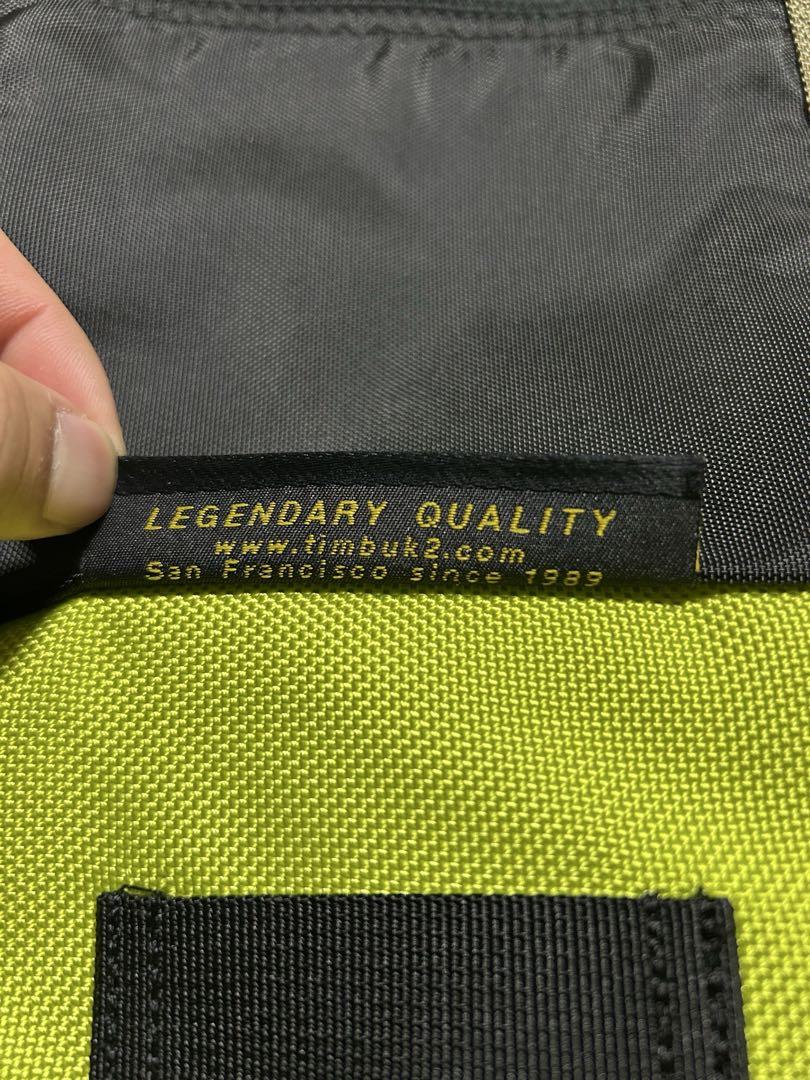 LEGENDARY QUALITY
www.timbuk2.com
San Francisco since 1989